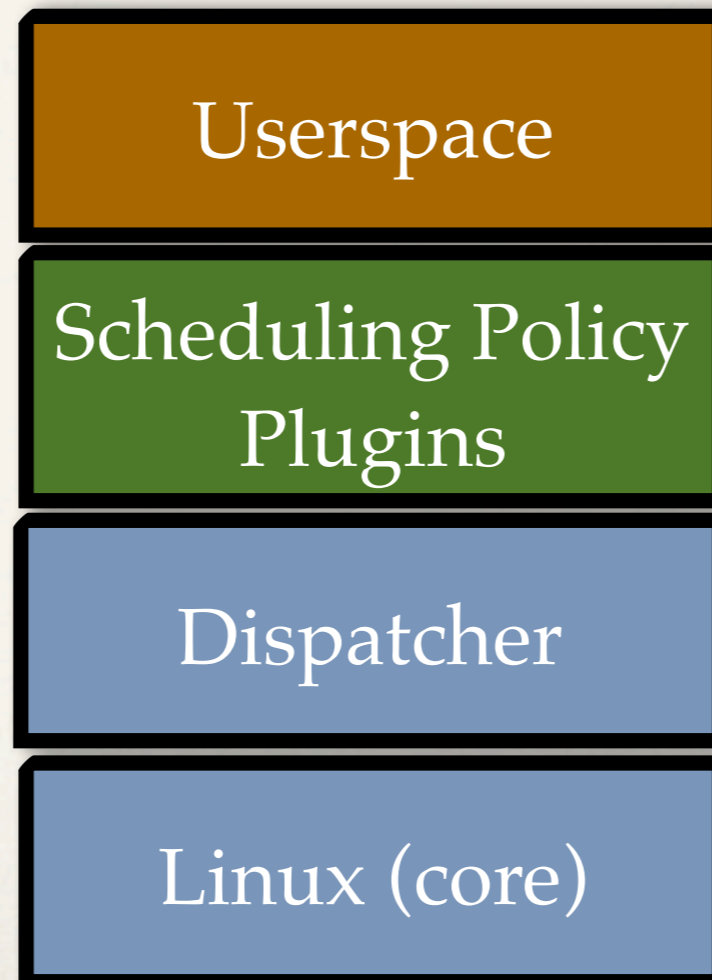 Userspace
Scheduling Policy
Plugins
Dispatcher
Linux (core)